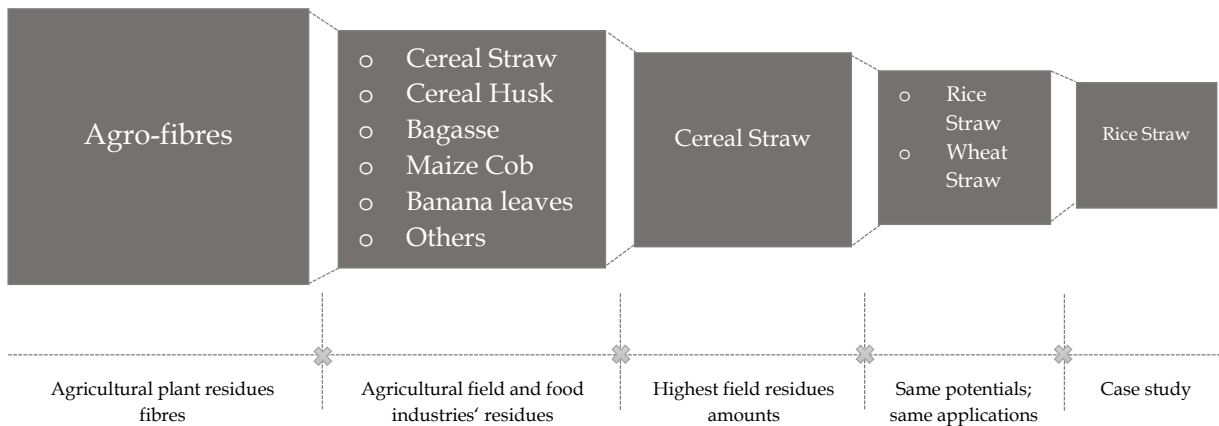 Agro-fibres
o Cereal Straw
o Cereal Husk
o Bagasse
o Maize Cob
o Banana leaves
o Others
Cereal Straw
o Rice
Straw
o Wheat
Straw
Rice Straw
Agricultural plant residues
fibres
Agricultural field and food
industries‘ residues
Highest field residues
amounts
Same potentials;
same applications
Case study